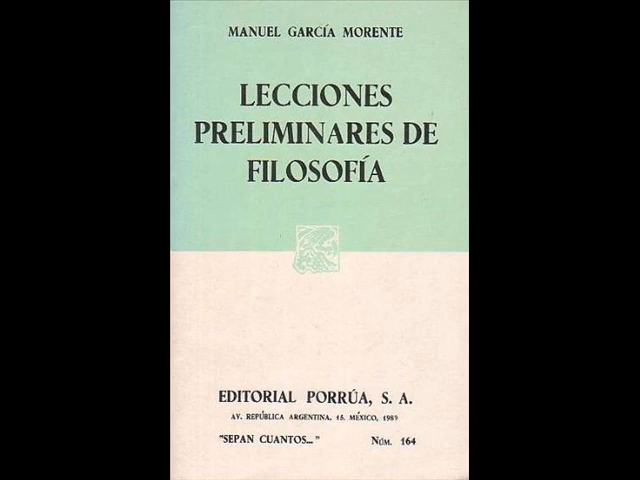 MANUEL GARCÍA MORENTE
LECCIONES
PRELIMINARES DE
FILOSOFÍA
EDITORIAL PORRÚA, S. A.
AV. REPÚBLICA ARGENTINA, 15. MÉXICO, 1989
"SEPAN CUANTOS..." NÚM. 164